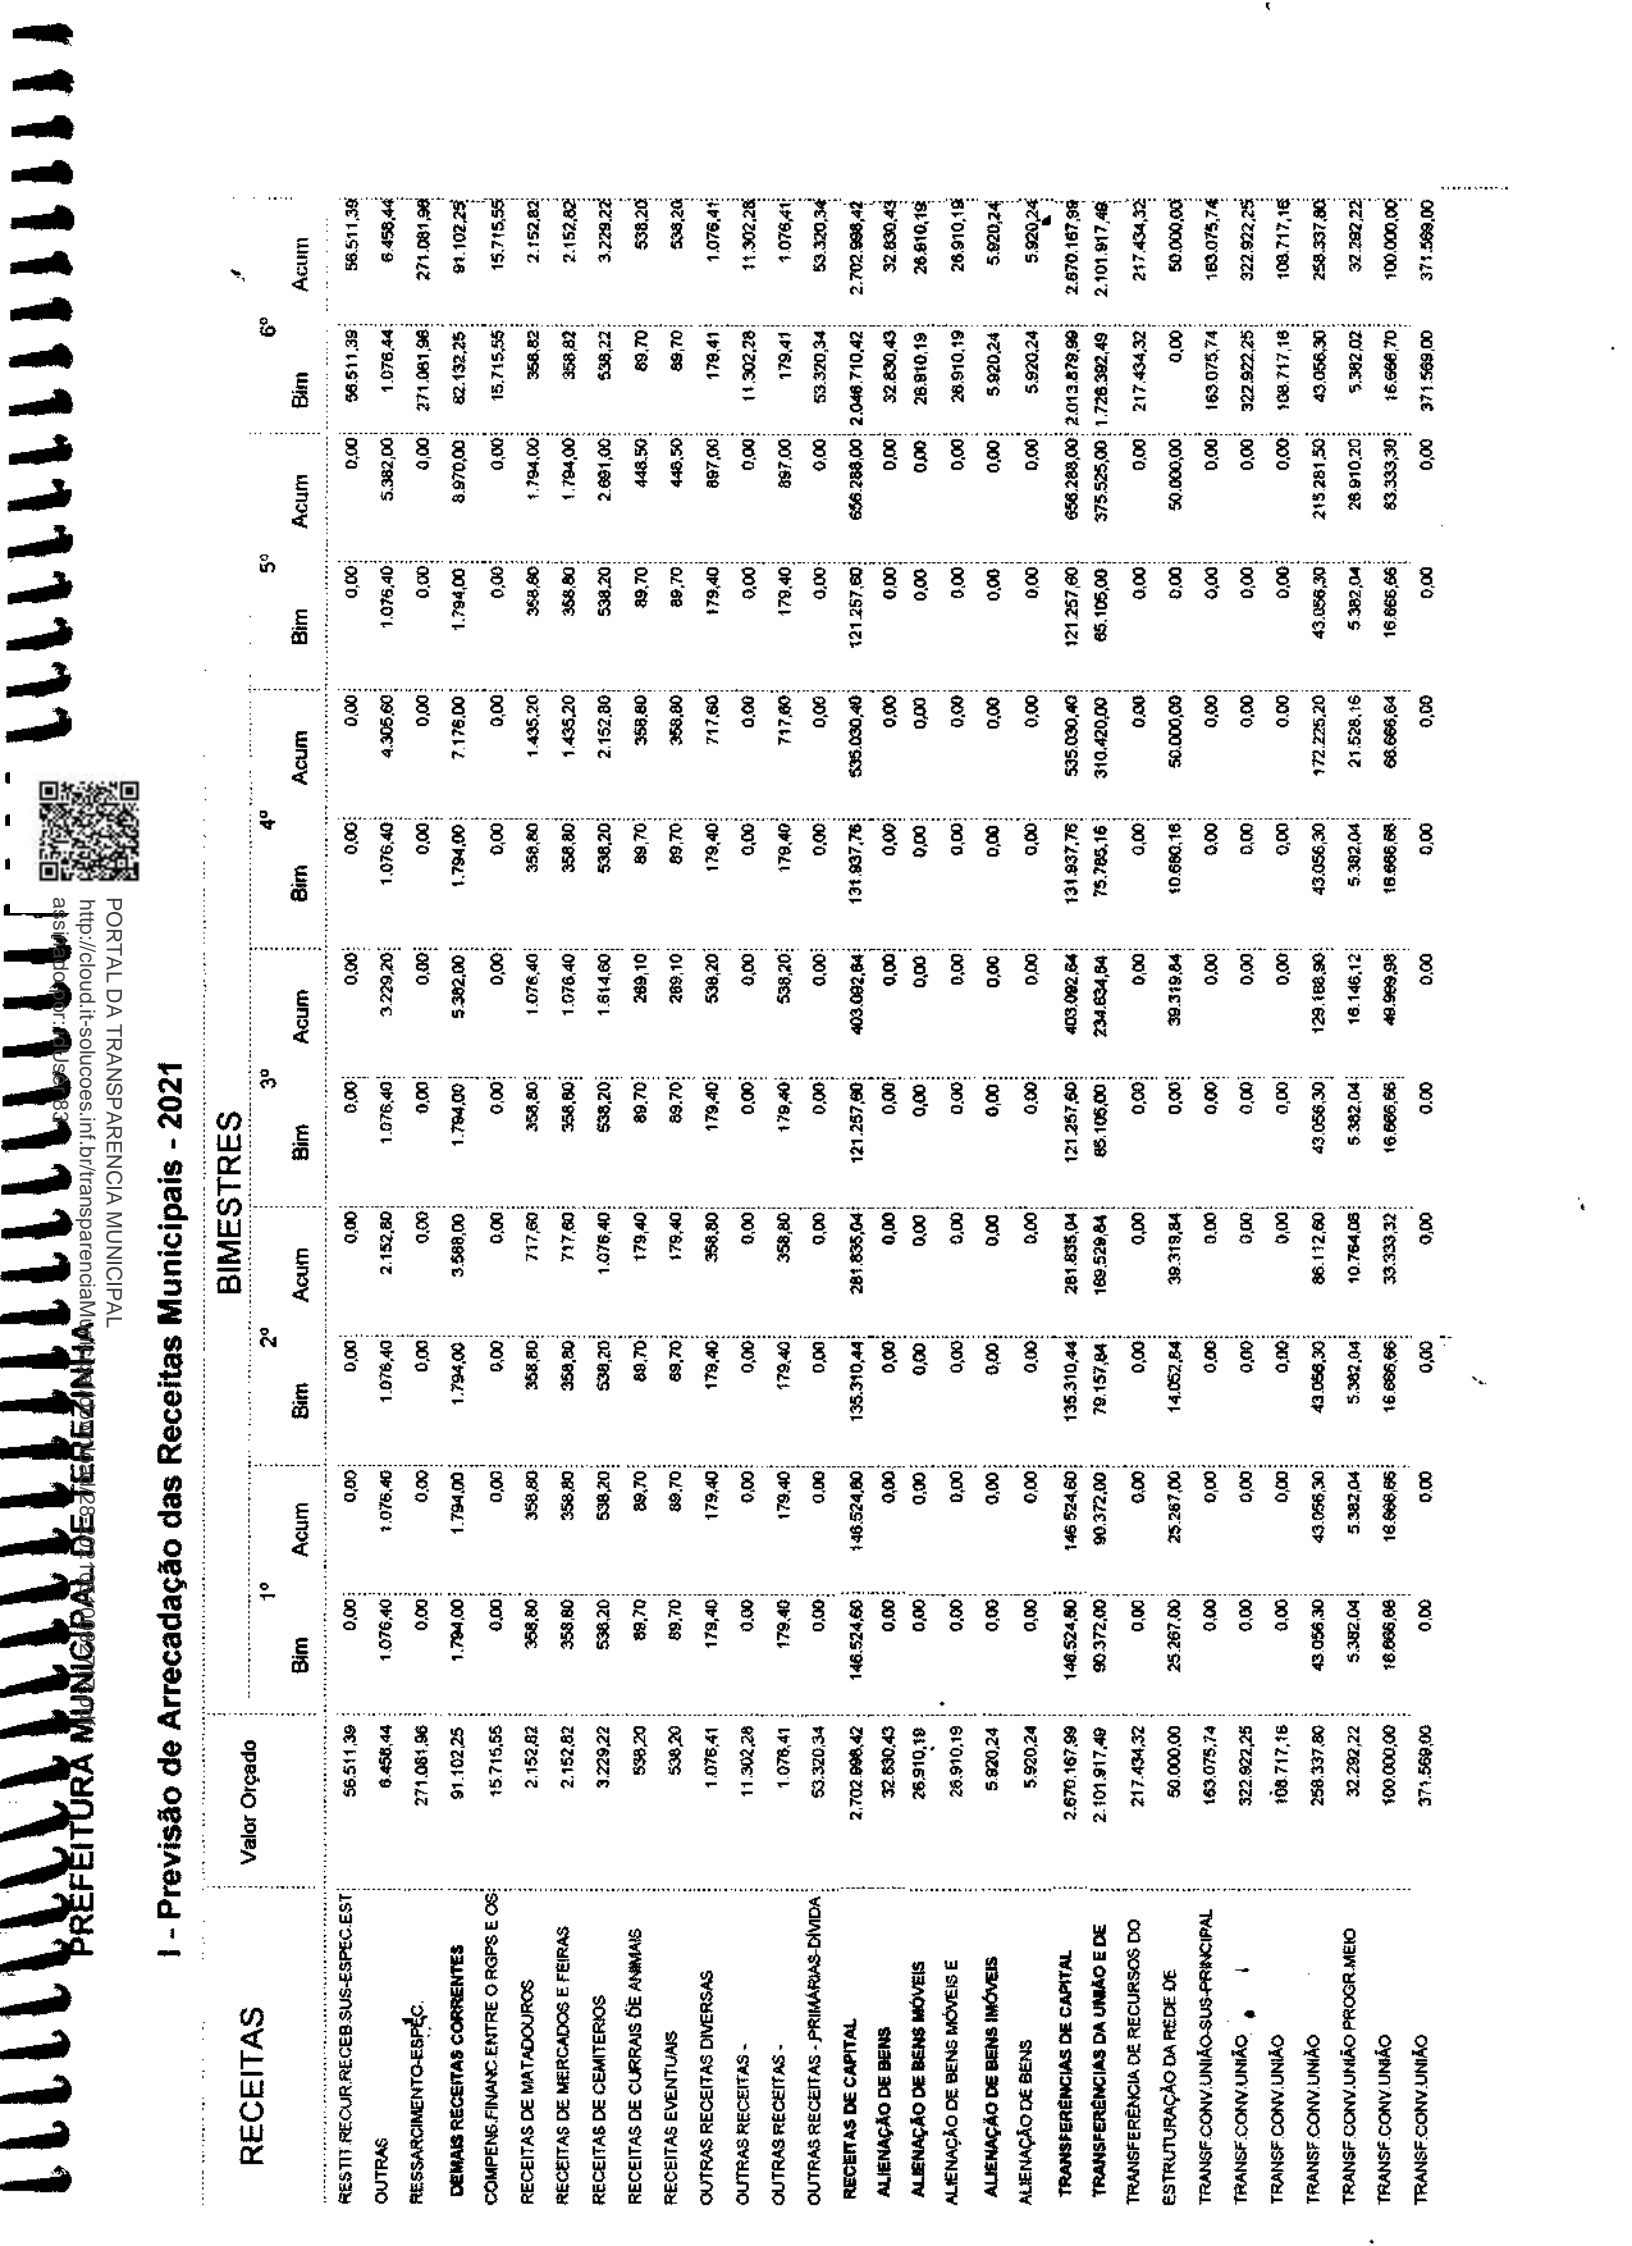 PORTAL DA TRANSPARENCIA MUNICIPAL
PREFEITURA MUNICIPAL DE TEREZINHA
I - Previsão de Arrecadação das Receitas Municipais - 2021
RECEITAS Valor Orçado BIMESTRES
1º 2º 3º 4º 5º 6º
Bim Acum Bim Acum Bim Acum Bim Acum Bim Acum Bim Acum
RESTIT.RECUR.RECEB.SUS-ESPEC.EST 56.511,39 0,00 0,00 0,00 0,00 0,00 0,00 0,00 0,00 0,00 0,00 56.511,39 56.511,39
OUTRAS 6.458,44 1.076,40 1.076,40 1.076,40 2.152,80 1.076,40 3.229,20 1.076,40 4.305,60 1.076,40 5.382,00 1.076,44 6.458,44
RESSARCIMENTO-ESPEC. 271.081,96 0,00 0,00 0,00 0,00 0,00 0,00 0,00 0,00 0,00 0,00 271.081,96 271.081,96
DEMAIS RECEITAS CORRENTES 91.102,25 1.794,00 1.794,00 1.794,00 3.588,00 1.794,00 5.382,00 1.794,00 7.176,00 1.794,00 8.970,00 82.132,25 91.102,25
COMPENS.FINANC.ENTRE O RGPS E OS 15.715,55 0,00 0,00 0,00 0,00 0,00 0,00 0,00 0,00 0,00 0,00 15.715,55 15.715,55
RECEITAS DE MATADOUROS 2.152,82 358,80 358,80 358,80 717,60 358,80 1.076,40 358,80 1.435,20 358,80 1.794,00 358,82 2.152,82
RECEITAS DE MERCADOS E FEIRAS 2.152,82 358,80 358,80 358,80 717,60 358,80 1.076,40 358,80 1.435,20 358,80 1.794,00 358,82 2.152,82
RECEITAS DE CEMITERIOS 3.229,22 538,20 538,20 538,20 1.076,40 538,20 1.614,60 538,20 2.152,80 538,20 2.691,00 538,22 3.229,22
RECEITAS DE CURRAIS DE ANIMAIS 538,20 89,70 89,70 89,70 179,40 89,70 269,10 89,70 358,80 89,70 448,50 89,70 538,20
RECEITAS EVENTUAIS 538,20 89,70 89,70 89,70 179,40 89,70 269,10 89,70 358,80 89,70 448,50 89,70 538,20
OUTRAS RECEITAS DIVERSAS 1.076,41 179,40 179,40 179,40 358,80 179,40 538,20 179,40 717,60 179,40 897,00 179,41 1.076,41
OUTRAS RECEITAS - 11.302,28 0,00 0,00 0,00 0,00 0,00 0,00 0,00 0,00 0,00 0,00 11.302,28 11.302,28
OUTRAS RECEITAS - 1.076,41 179,40 179,40 179,40 358,80 179,40 538,20 179,40 717,60 179,40 897,00 179,41 1.076,41
OUTRAS RECEITAS - PRIMÁRIAS-DÍVIDA 53.320,34 0,00 0,00 0,00 0,00 0,00 0,00 0,00 0,00 0,00 0,00 53.320,34 53.320,34
RECEITAS DE CAPITAL 2.702.998,42 146.524,60 146.524,60 135.310,44 281.835,04 121.257,60 403.092,64 131.937,76 535.030,40 121.257,60 656.288,00 2.046.710,42 2.702.998,42
ALIENAÇÃO DE BENS 32.830,43 0,00 0,00 0,00 0,00 0,00 0,00 0,00 0,00 0,00 0,00 32.830,43 32.830,43
ALIENAÇÃO DE BENS MÓVEIS 26.910,19 0,00 0,00 0,00 0,00 0,00 0,00 0,00 0,00 0,00 0,00 26.910,19 26.910,19
ALIENAÇÃO DE BENS MÓVEIS E 26.910,19 0,00 0,00 0,00 0,00 0,00 0,00 0,00 0,00 0,00 0,00 26.910,19 26.910,19
ALIENAÇÃO DE BENS IMÓVEIS 5.920,24 0,00 0,00 0,00 0,00 0,00 0,00 0,00 0,00 0,00 0,00 5.920,24 5.920,24
ALIENAÇÃO DE BENS 5.920,24 0,00 0,00 0,00 0,00 0,00 0,00 0,00 0,00 0,00 0,00 5.920,24 5.920,24
TRANSFERÊNCIAS DE CAPITAL 2.670.167,99 146.524,60 146.524,60 135.310,44 281.835,04 121.257,60 403.092,64 131.937,76 535.030,40 121.257,60 656.288,00 2.013.879,99 2.670.167,99
TRANSFERÊNCIAS DA UNIÃO E DE 2.101.917,49 90.372,00 90.372,00 79.157,84 169.529,84 65.105,00 234.634,84 75.785,16 310.420,00 65.105,00 375.525,00 1.726.392,49 2.101.917,49
TRANSFERÊNCIA DE RECURSOS DO 217.434,32 0,00 0,00 0,00 0,00 0,00 0,00 0,00 0,00 0,00 0,00 217.434,32 217.434,32
ESTRUTURAÇÃO DA REDE DE 50.000,00 25.267,00 25.267,00 14.052,84 39.319,84 0,00 39.319,84 10.680,16 50.000,00 0,00 50.000,00 0,00 50.000,00
TRANSF.CONV.UNIÃO-SUS-PRINCIPAL 163.075,74 0,00 0,00 0,00 0,00 0,00 0,00 0,00 0,00 0,00 0,00 163.075,74 163.075,74
TRANSF.CONV.UNIÃO 322.922,25 0,00 0,00 0,00 0,00 0,00 0,00 0,00 0,00 0,00 0,00 322.922,25 322.922,25
TRANSF.CONV.UNIÃO 108.717,16 0,00 0,00 0,00 0,00 0,00 0,00 0,00 0,00 0,00 0,00 108.717,16 108.717,16
TRANSF.CONV.UNIÃO 258.337,80 43.056,30 43.056,30 43.056,30 86.112,60 43.056,30 129.168,90 43.056,30 172.225,20 43.056,30 215.281,50 43.056,30 258.337,80
TRANSF.CONV.UNIÃO PROGR.MEIO 32.292,22 5.382,04 5.382,04 5.382,04 10.764,08 5.382,04 16.146,12 5.382,04 21.528,16 5.382,04 26.910,20 5.382,02 32.292,22
TRANSF.CONV.UNIÃO 100.000,00 16.666,66 16.666,66 16.666,66 33.333,32 16.666,66 49.999,98 16.666,66 66.666,64 16.666,66 83.333,30 16.666,70 100.000,00
TRANSF.CONV.UNIÃO 371.569,00 0,00 0,00 0,00 0,00 0,00 0,00 0,00 0,00 0,00 0,00 371.569,00 371.569,00